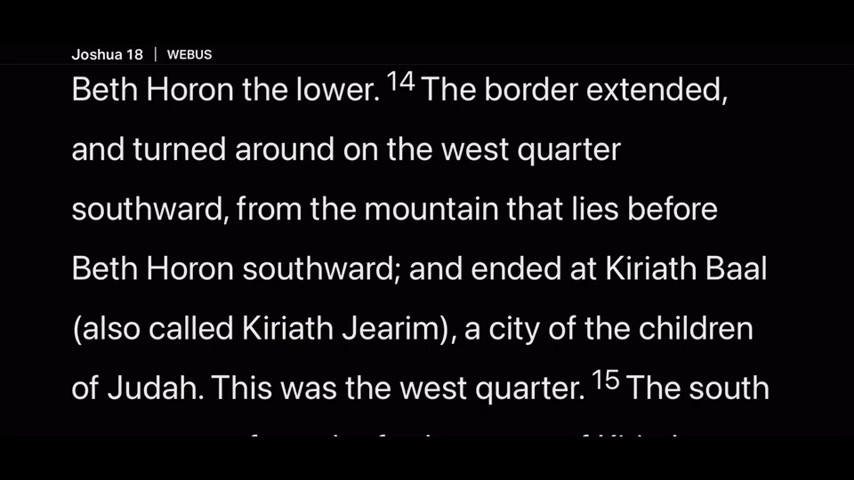 Joshua 18 | WEBUS
Beth Horon the lower. 14 The border extended,
and turned around on the west quarter
southward, from the mountain that lies before
Beth Horon southward; and ended at Kiriath Baal
(also called Kiriath Jearim), a city of the children
of Judah. This was the west quarter. 15 The south